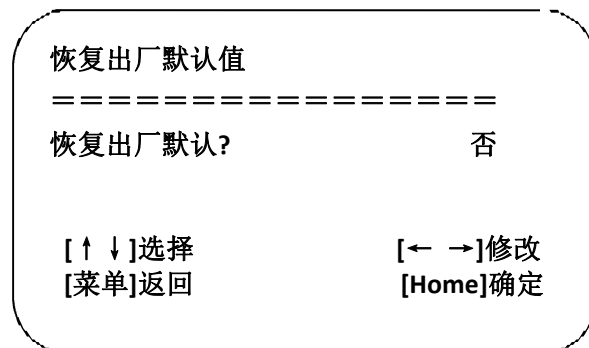 恢复出厂默认值
================
恢复出厂默认? 否
[↑ ↓]选择 [← →]修改
[菜单]返回 [Home]确定